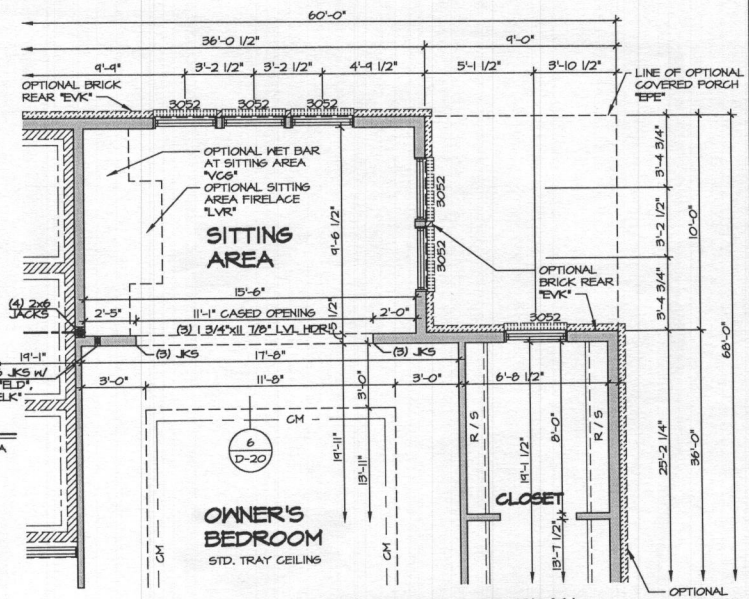 60'-0"
36'-0 1/2"
9'-0"
9'-9"
3'-2 1/2"
3'-2 1/2"
4'-9 1/2"
5'-1 1/2"
3'-10 1/2"
OPTIONAL BRICK
REAR "EVK"
3052
3052
3052
LINE OF OPTIONAL
COVERED PORCH
"EPE"
OPTIONAL WET BAR
AT SITTING AREA
"VCG"
OPTIONAL SITTING
AREA FIRELACE
"LVR"
SITTING
AREA
9'-6 1/2"
3052
3052
3'-4 3/4"
3'-2 1/2"
3'-4 3/4"
10'-0"
68'-0"
OPTIONAL
BRICK REAR
"EVK"
3052
15'-6"
(4) 2x6
JACKS
2'-5"
11'-1" CASED OPENING
2'-0"
5 1/2"
(3) 1 3/4"x11 7/8" LVL HDR
(3) JKS
(3) JKS
19'-1"
17'-8"
JKS W/
"ELD",
ELK"
3'-0"
11'-8"
3'-0"
6'-8 1/2"
3'-0"
CM
6
D-20
19'-11"
13'-11"
R / S
R / S
19'-1 1/2"
8'-0"
25'-2 1/4"
36'-0"
CLOSET
13'-7 1/2"
OWNER'S
BEDROOM
STD. TRAY CEILING
CM
CM
A
OPTIONAL